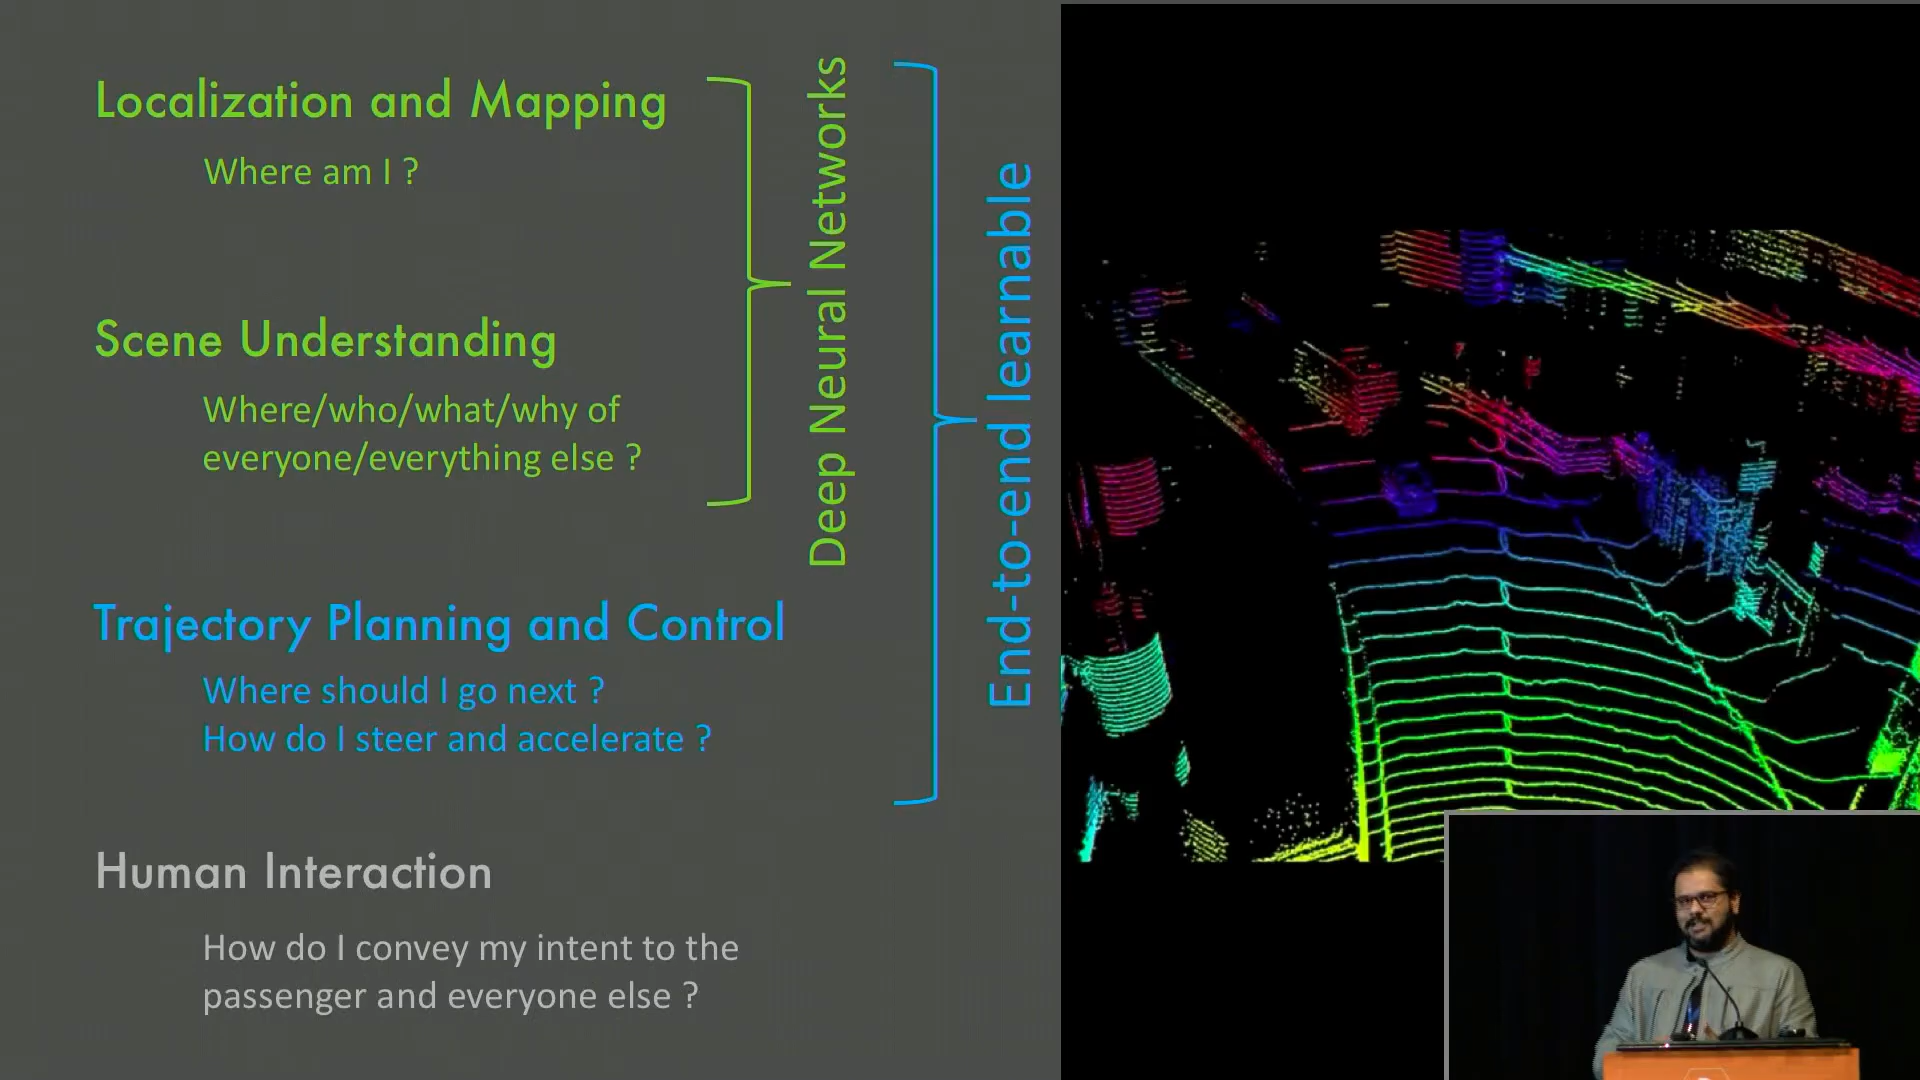 Localization and Mapping
Where am I ?
Scene Understanding
Where/who/what/why of
everyone/everything else ?
Trajectory Planning and Control
Where should I go next ?
How do I steer and accelerate ?
Human Interaction
How do I convey my intent to the
passenger and everyone else ?
Deep Neural Networks
End-to-end learnable